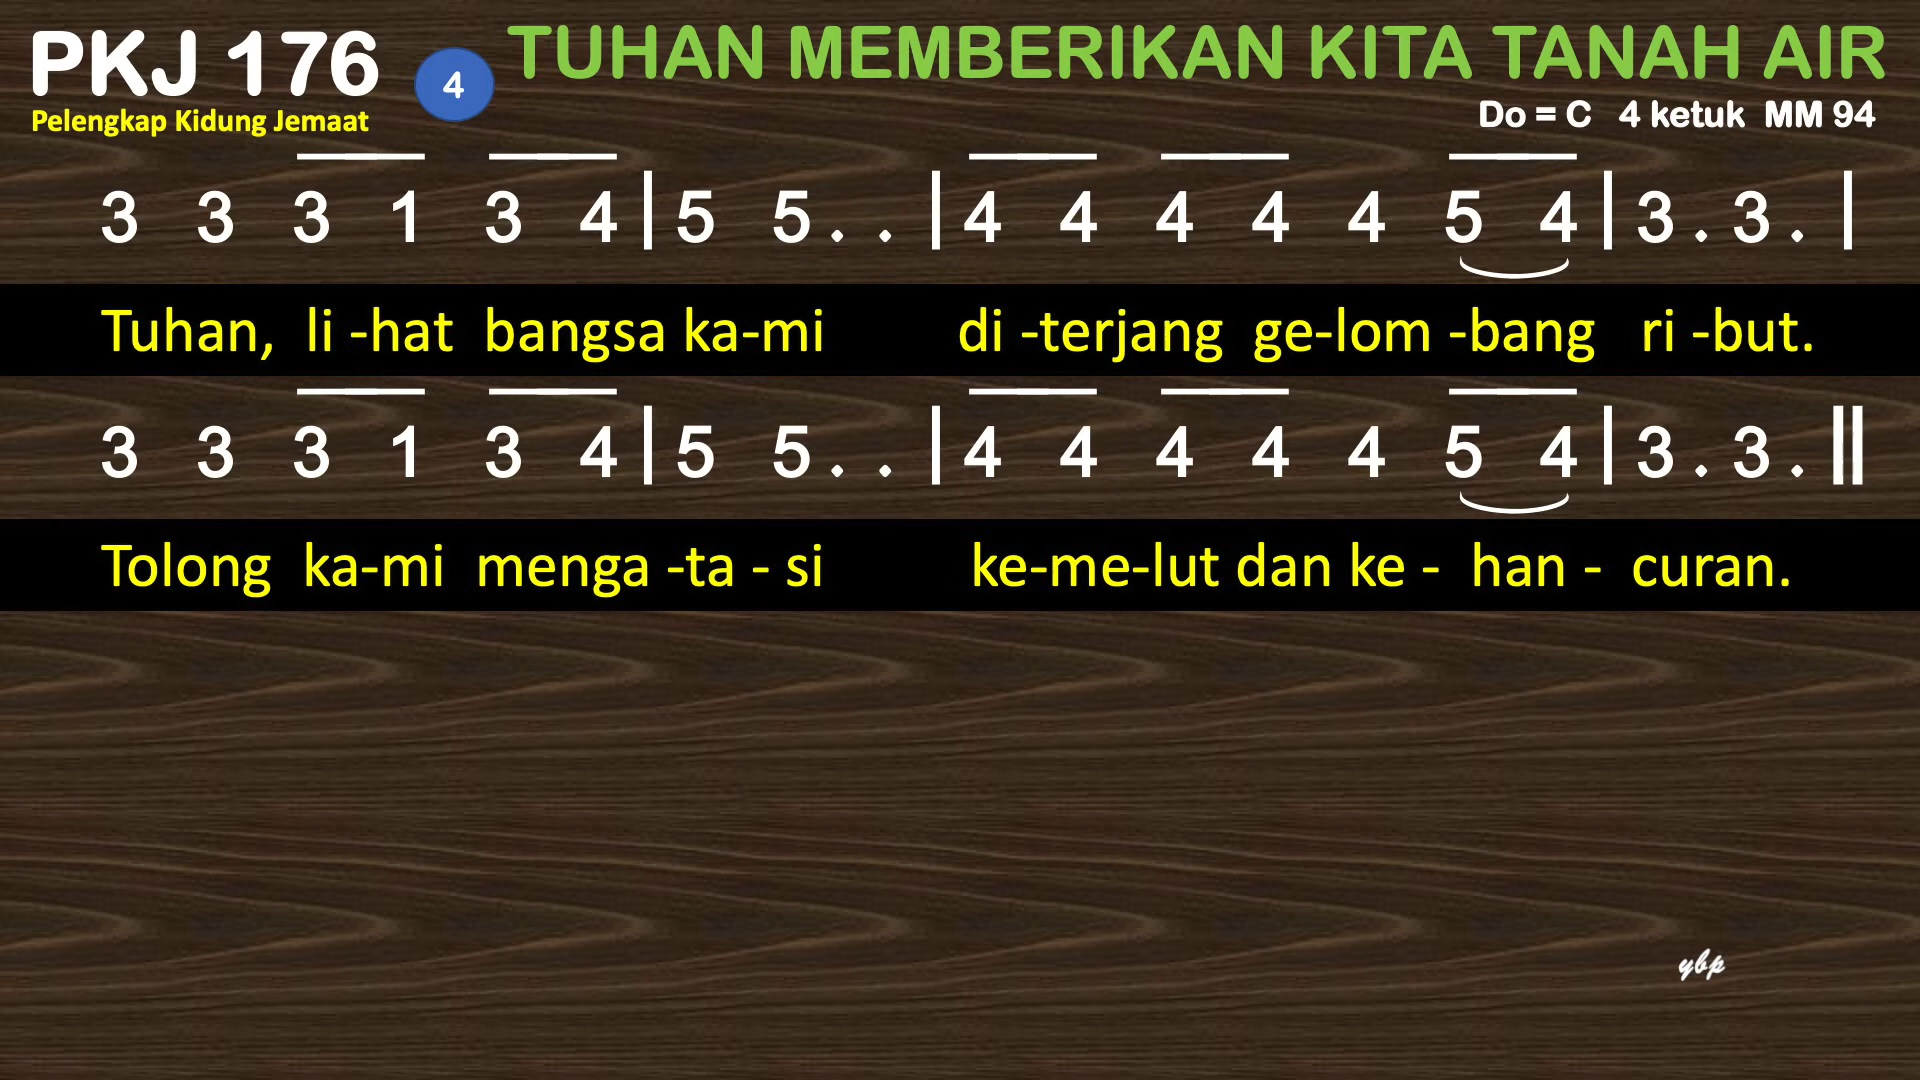 PKJ 176
4
TUHAN MEMBERIKAN KITA TANAH AIR
Pelengkap Kidung Jemaat
Do = C 4 ketuk MM 94
3 3 3 1 3 4 | 5 5 . . | 4 4 4 4 4 5 4 | 3 . 3 . |
Tuhan, li -hat bangsa ka-mi di -terjang ge-lom -bang ri -but.
3 3 3 1 3 4 | 5 5 . . | 4 4 4 4 4 5 4 | 3 . 3 . ||
Tolong ka-mi menga -ta - si ke-me-lut dan ke - han - curan.
ybp